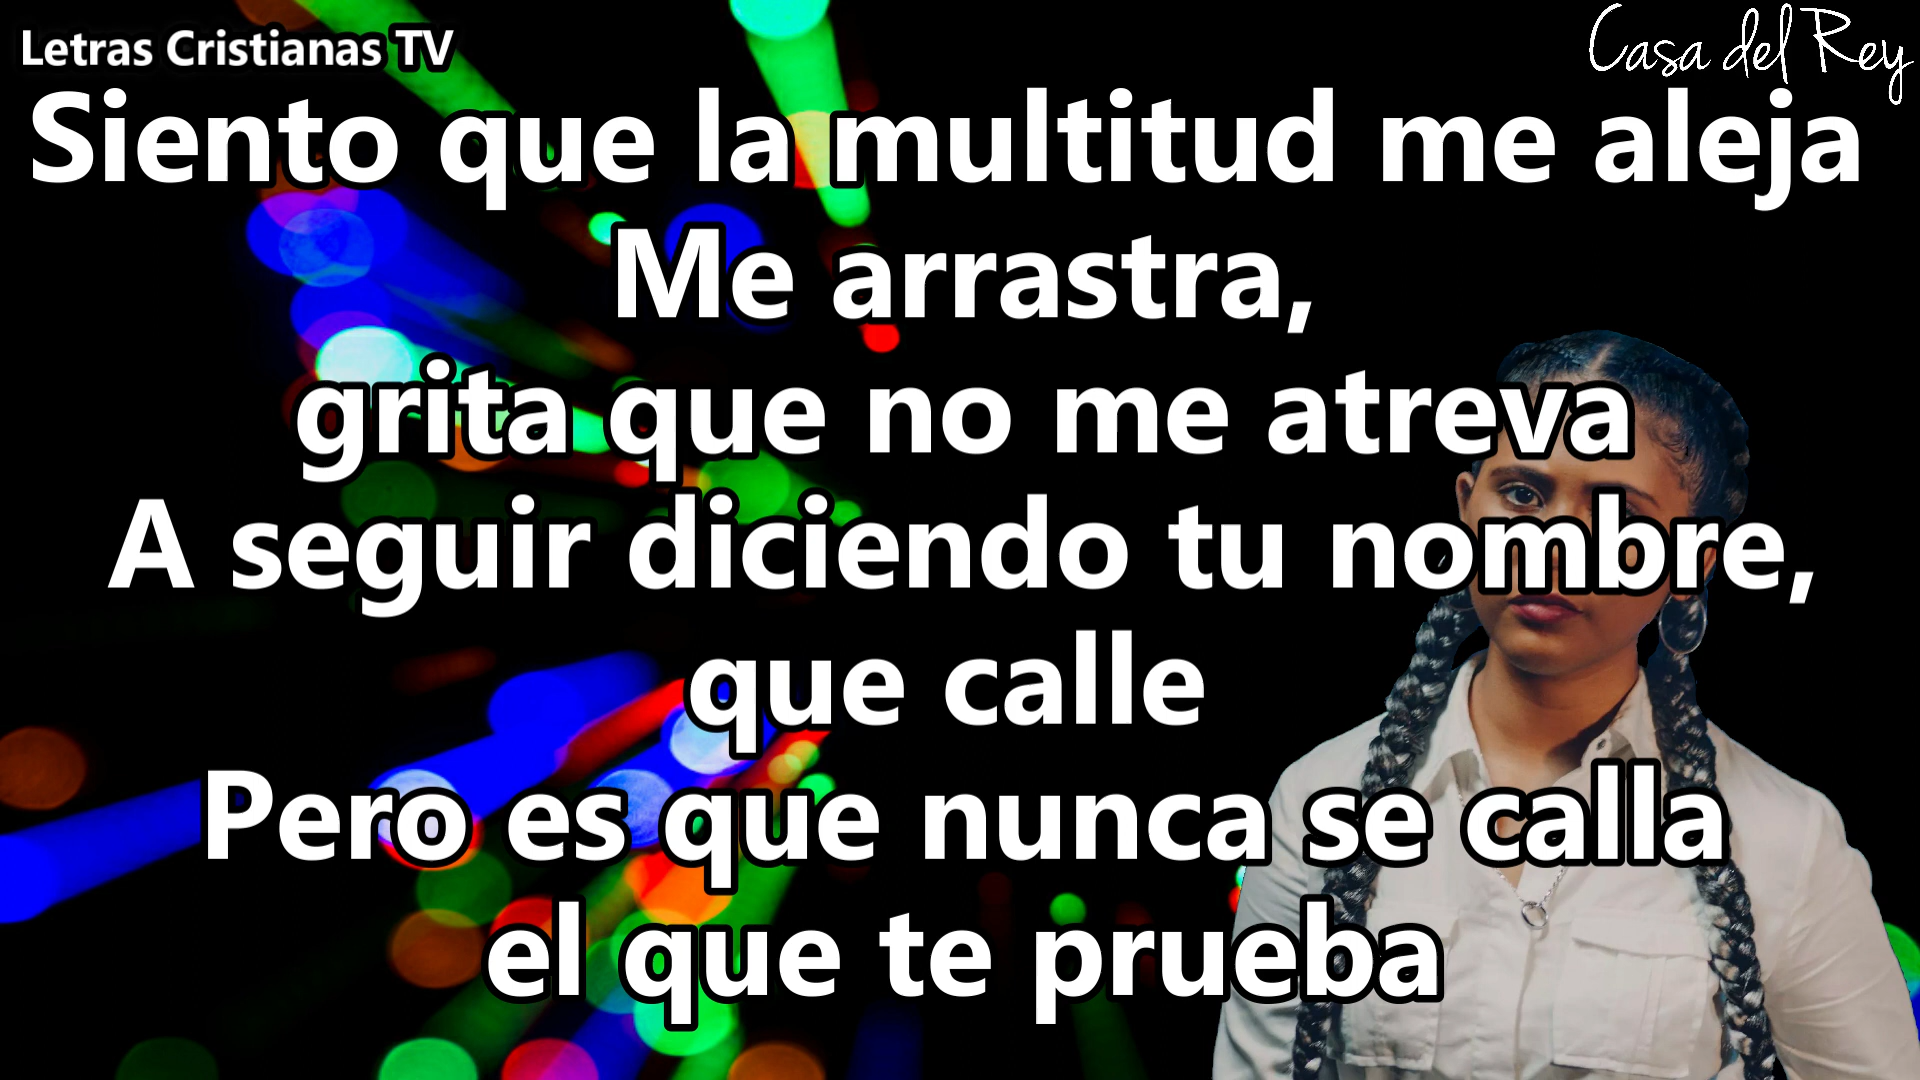 Letras Cristianas TV
Casa del Rey
Siento que la multitud me aleja
Me arrastra,
grita que no me atreva
A seguir diciendo tu nombre,
que calle
Pero es que nunca se calla
el que te prueba